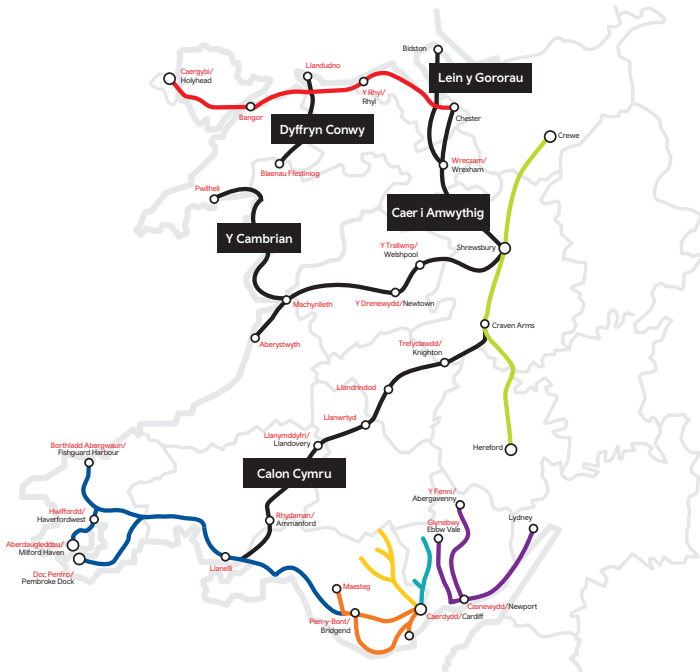 Bidston
Llandudno
Lein y Gororau
Caergybi/
Holyhead
Y Rhyl/
Rhyl
Bangor
Chester
Dyffryn Conwy
Crewe
Blaenau Ffestiniog
Wrecsam/
Wrexham
Pwllheli
Caer i Amwythig
Y Cambrian
Y Trallwng/
Welshpool
Shrewsbury
Machynlleth
Y Drenewydd/Newtown
Aberystwyth
Craven Arms
Trefyclawdd/
Knighton
Llandrindod
Llanwrtyd
Llanymddyfri/
Llandovery
Hereford
Borthladd Abergwaun/
Fishguard Harbour
Calon Cymru
Y Fenni/
Abergavenny
Hwlffordd/
Haverfordwest
Rhydaman/
Ammanford
Glynebwy
Ebbw Vale
Lydney
Aberdaugleddau/
Milford Haven
Doc Penfro/
Pembroke Dock
Llanelli
Maesteg
Casnewydd/Newport
Pen-y-Bont/
Bridgend
Caerdydd/Cardiff